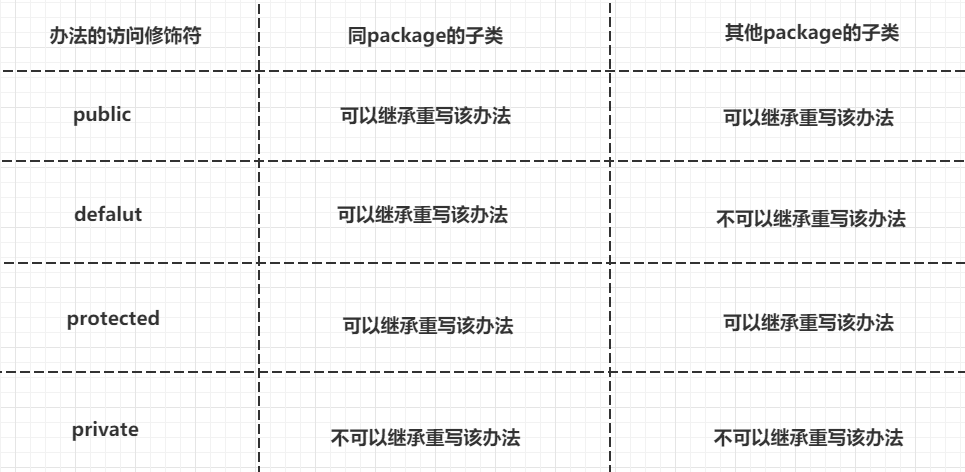 办法的访问修饰符 同package的子类 其他package的子类
public 可以继承重写该办法 可以继承重写该办法
defalut 可以继承重写该办法 不可以继承重写该办法
protected 可以继承重写该办法 可以继承重写该办法
private 不可以继承重写该办法 不可以继承重写该办法